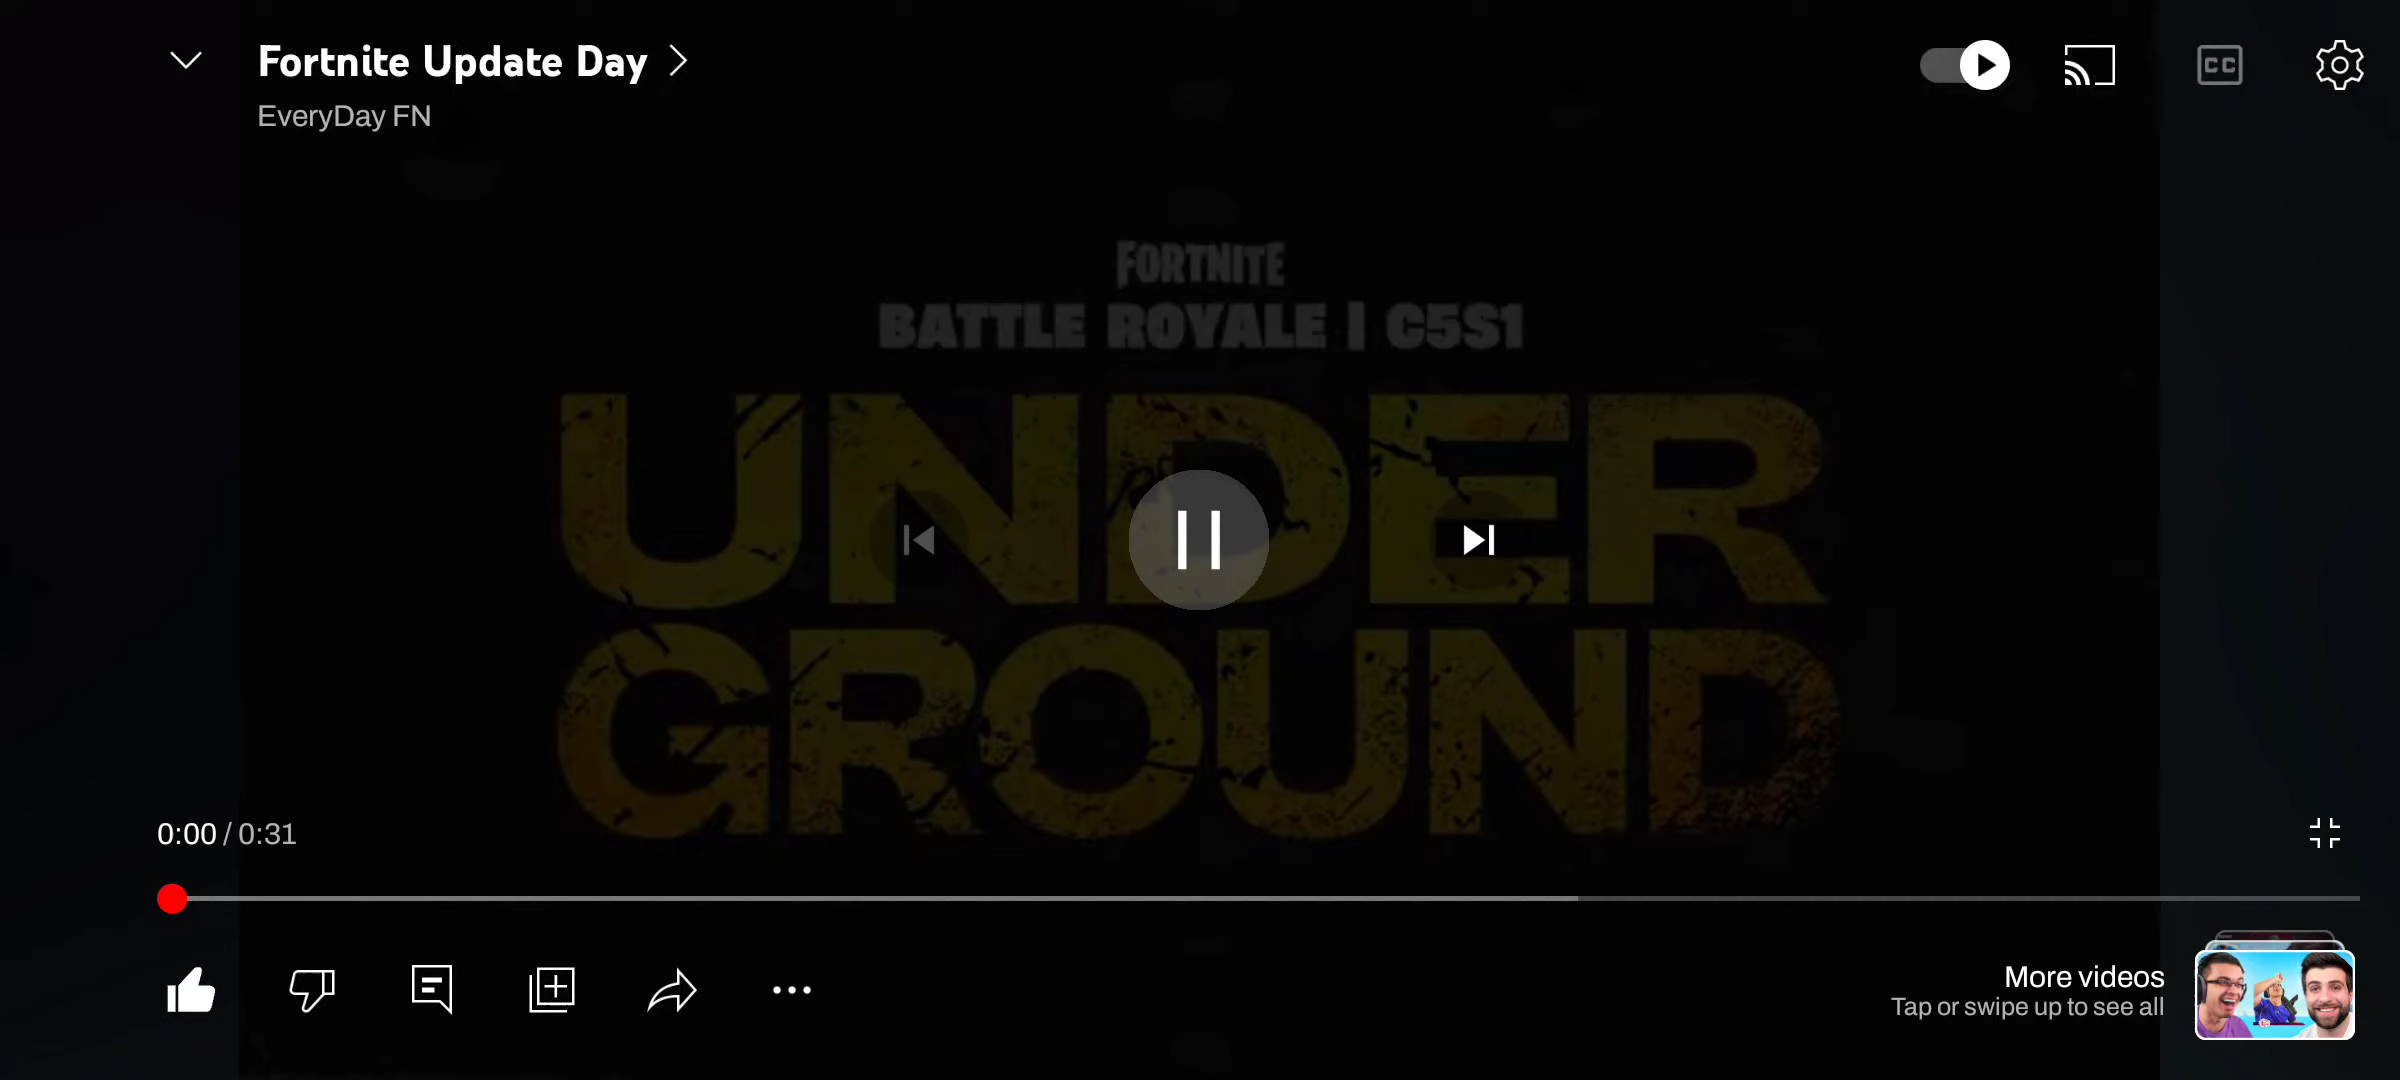 Fortnite Update Day
EveryDay FN
CC
FORTNITE
BATTLE ROYALE | C5S1
UNDER
GROUND
0:00 / 0:31
More videos
Tap or swipe up to see all